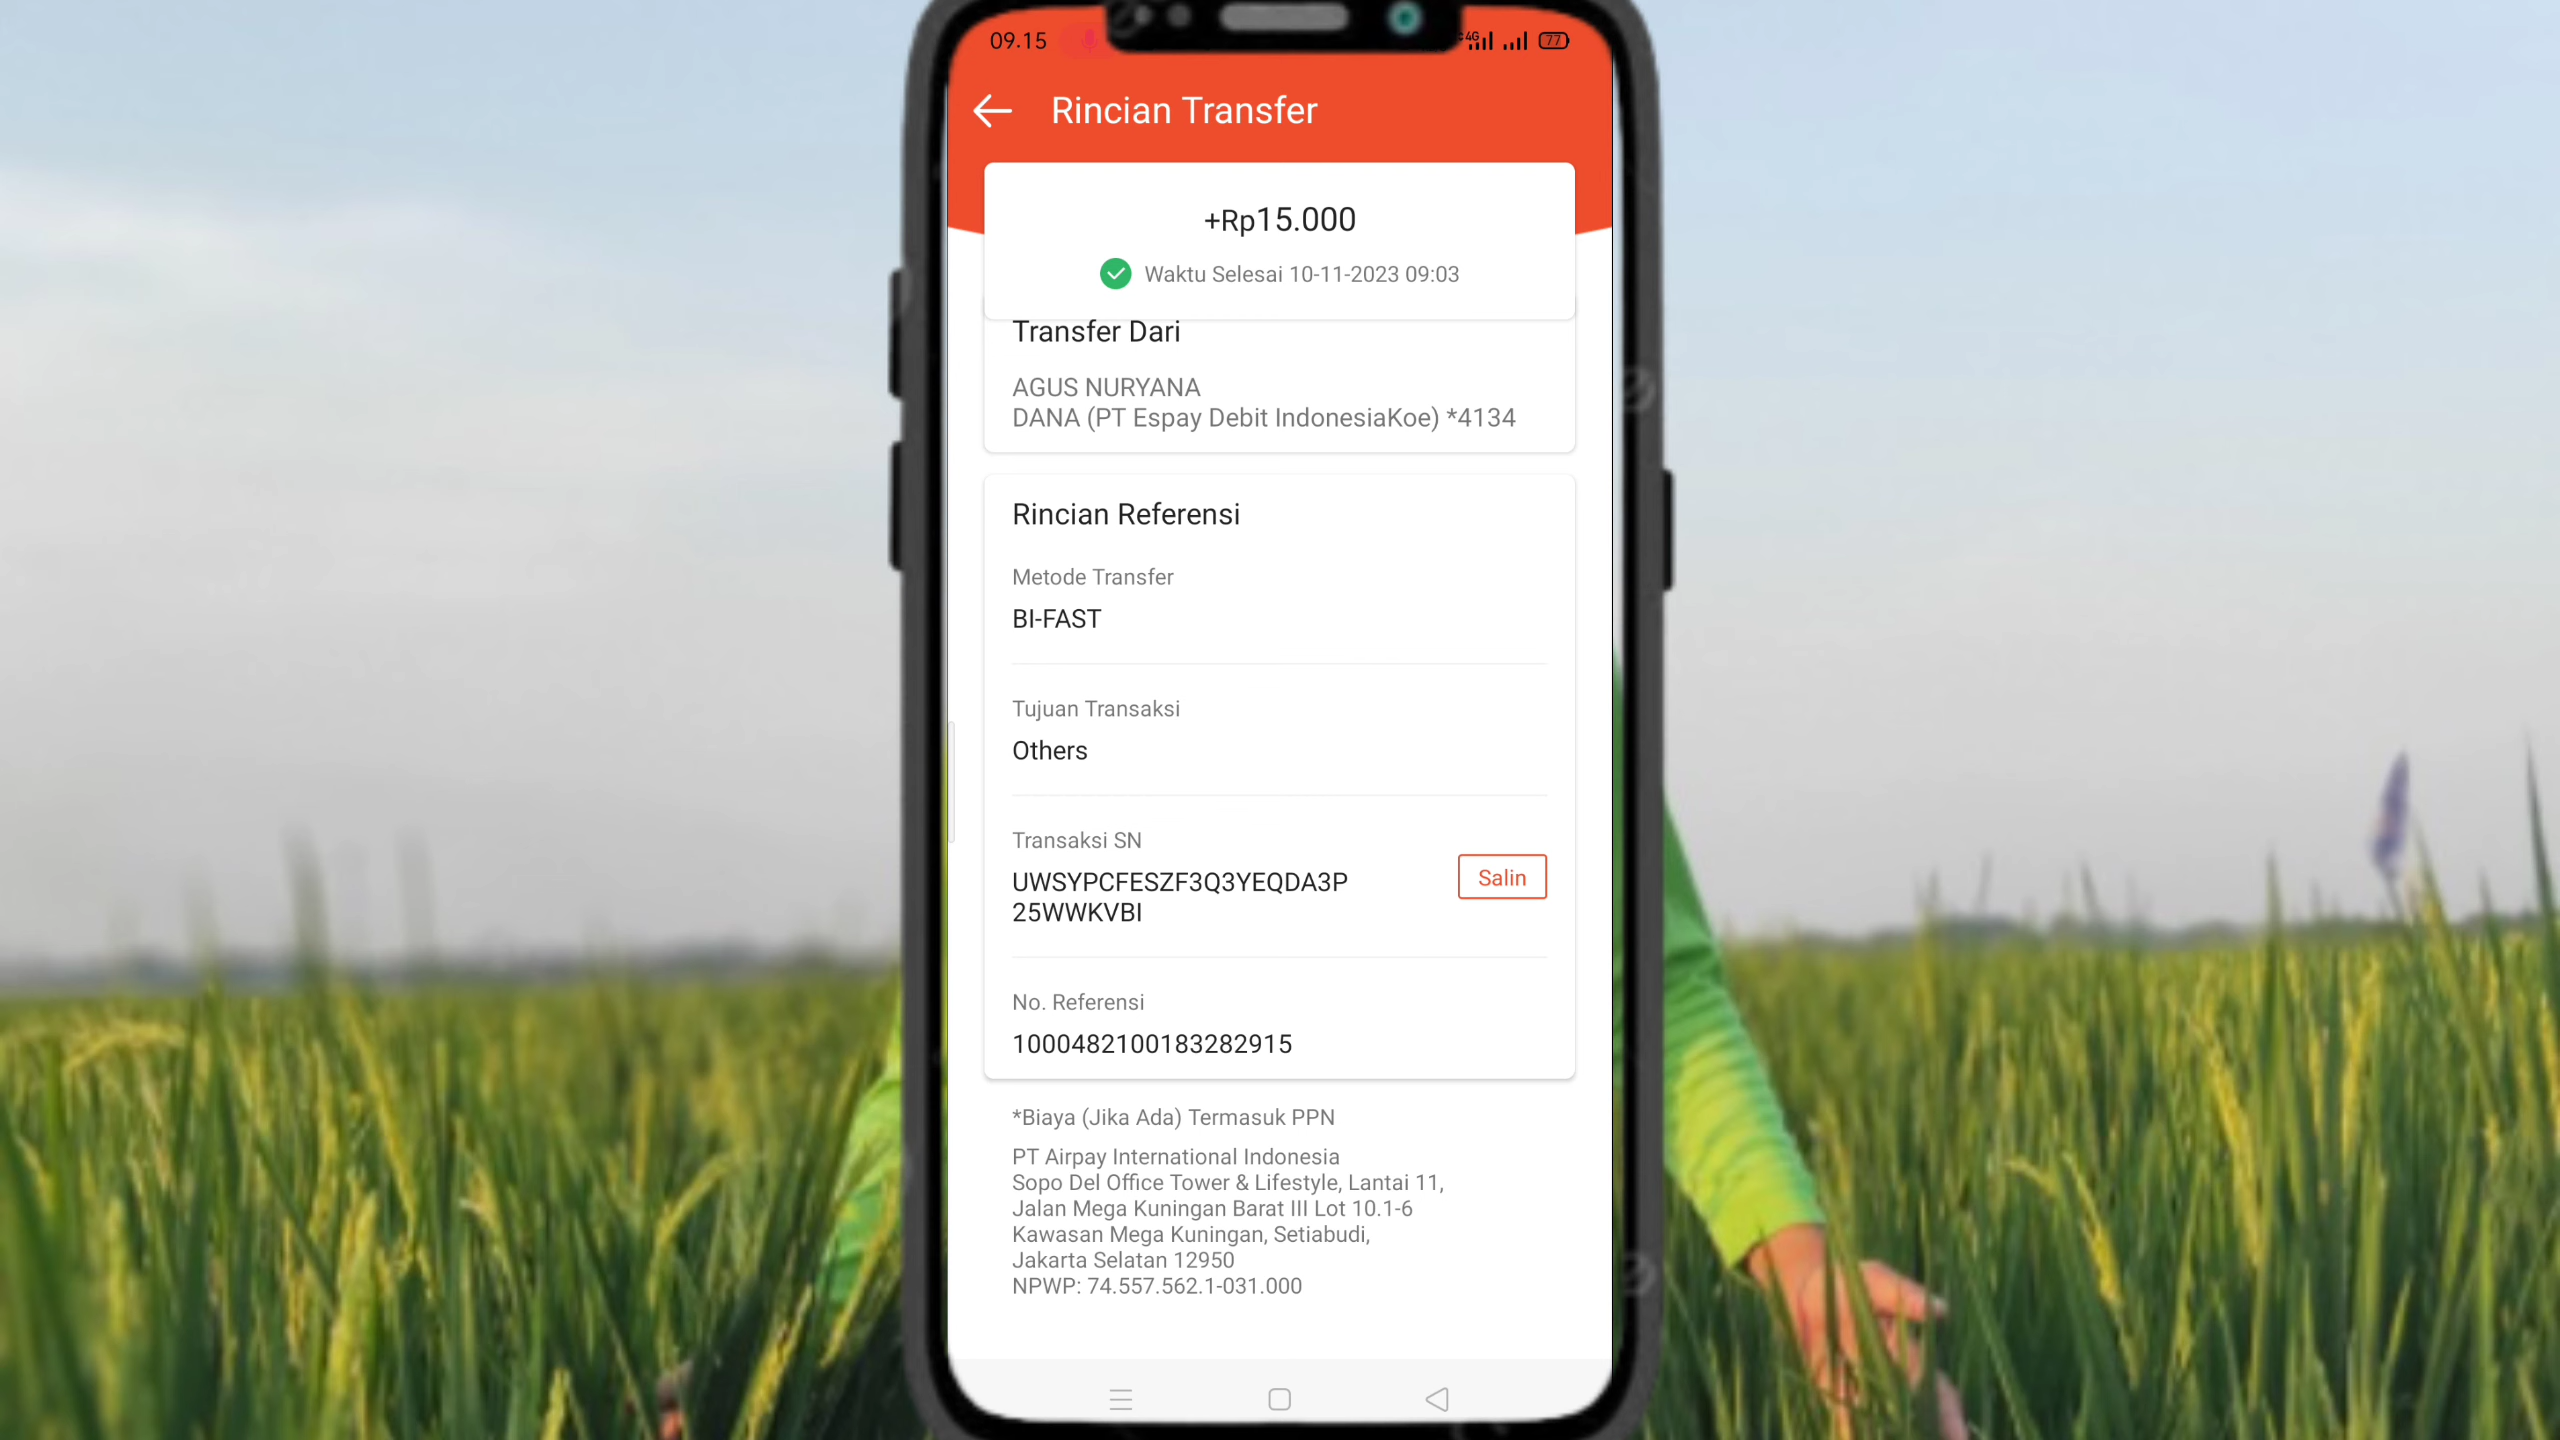 09.15
4G
77
Rincian Transfer
+Rp15.000
Waktu Selesai 10-11-2023 09:03
Transfer Dari
AGUS NURYANA
DANA (PT Espay Debit IndonesiaKoe) *4134
Rincian Referensi
Metode Transfer
BI-FAST
Tujuan Transaksi
Others
Transaksi SN
UWSYPCFESZF3Q3YEQDA3P
25WWKVBI
Salin
No. Referensi
1000482100183282915
*Biaya (Jika Ada) Termasuk PPN
PT Airpay International Indonesia
Sopo Del Office Tower & Lifestyle, Lantai 11,
Jalan Mega Kuningan Barat III Lot 10.1-6
Kawasan Mega Kuningan, Setiabudi,
Jakarta Selatan 12950
NPWP: 74.557.562.1-031.000